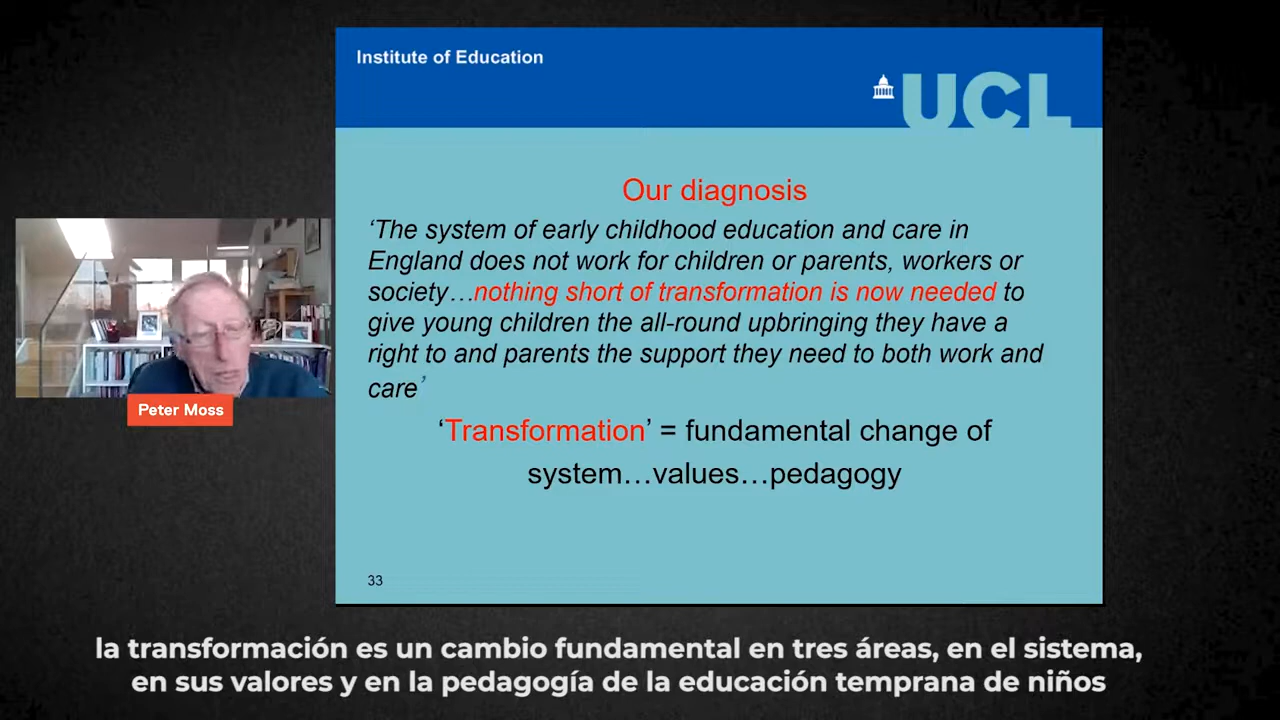 Institute of Education
UCL
Our diagnosis
‘The system of early childhood education and care in
England does not work for children or parents, workers or
society…nothing short of transformation is now needed to
give young children the all-round upbringing they have a
right to and parents the support they need to both work and
care’
‘Transformation’ = fundamental change of
system…values…pedagogy
33
Peter Moss
la transformación es un cambio fundamental en tres áreas, en el sistema,
en sus valores y en la pedagogía de la educación temprana de niños